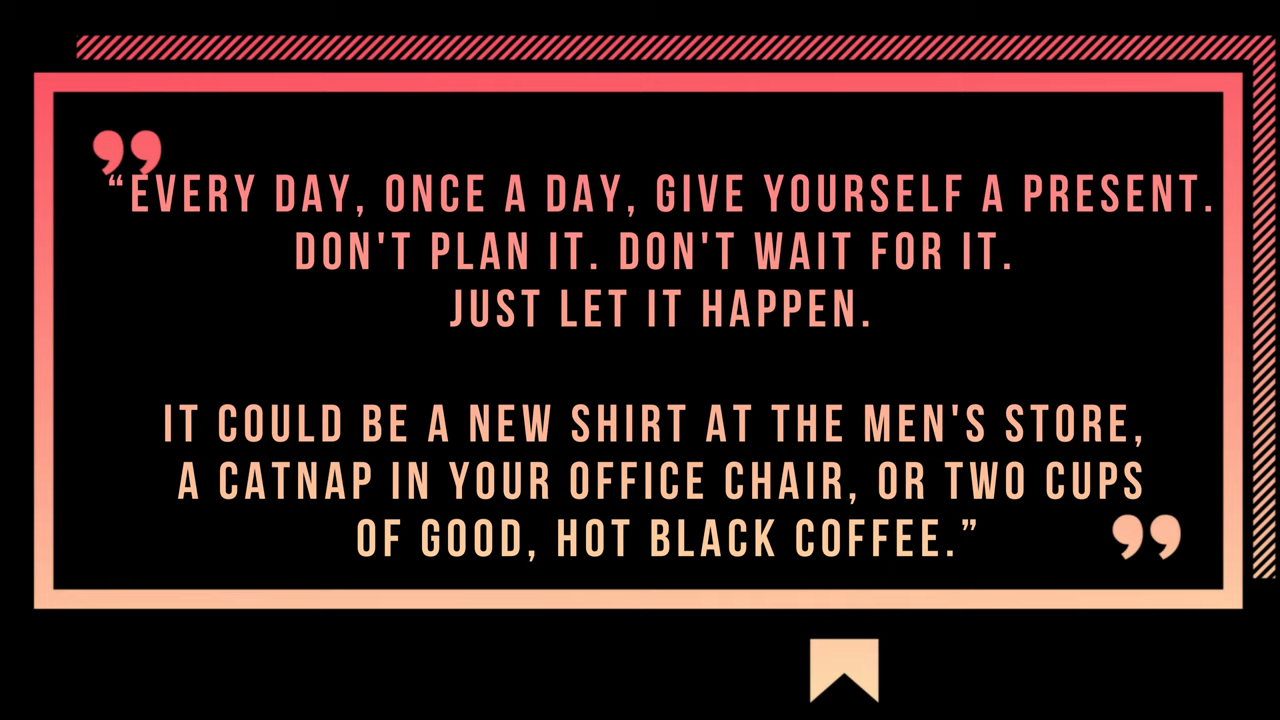 “EVERY DAY, ONCE A DAY, GIVE YOURSELF A PRESENT.
DON'T PLAN IT. DON'T WAIT FOR IT.
JUST LET IT HAPPEN.
IT COULD BE A NEW SHIRT AT THE MEN'S STORE,
A CATNAP IN YOUR OFFICE CHAIR, OR TWO CUPS
OF GOOD, HOT BLACK COFFEE.”